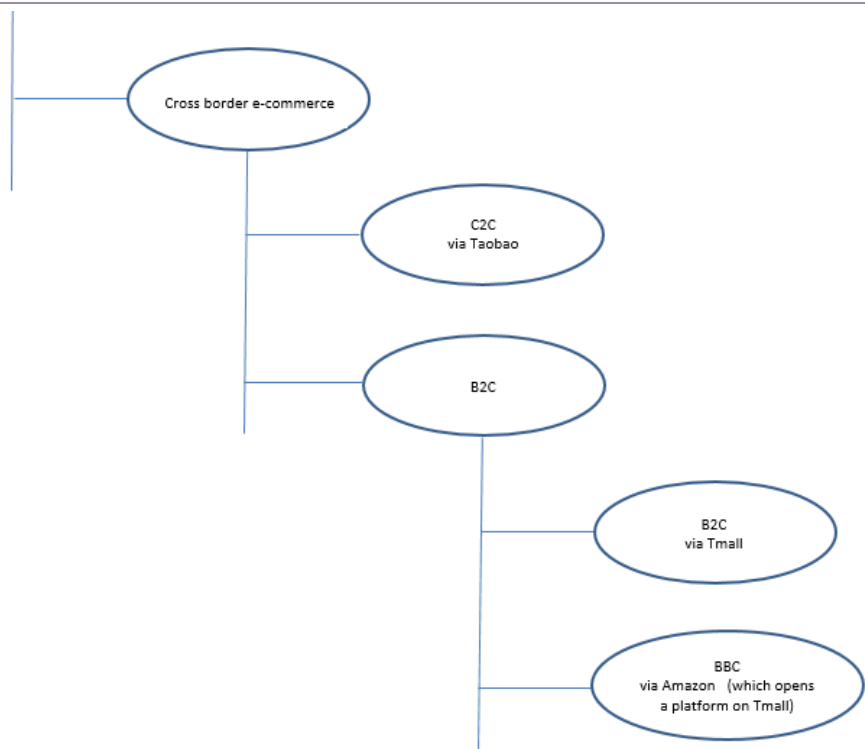 Cross border e-commerce
C2C
via Taobao
B2C
B2C
via Tmall
BBC
via Amazon (which opens
a platform on Tmall)